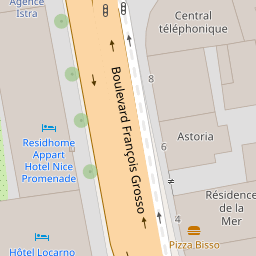 Agence
Istra
Central
téléphonique
Boulevard François Grosso
8
Astoria
6
Residhome
Appart
Hotel Nice
Promenade
Résidence
de la
Mer
4
Pizza Bisso
Hôtel Locarno